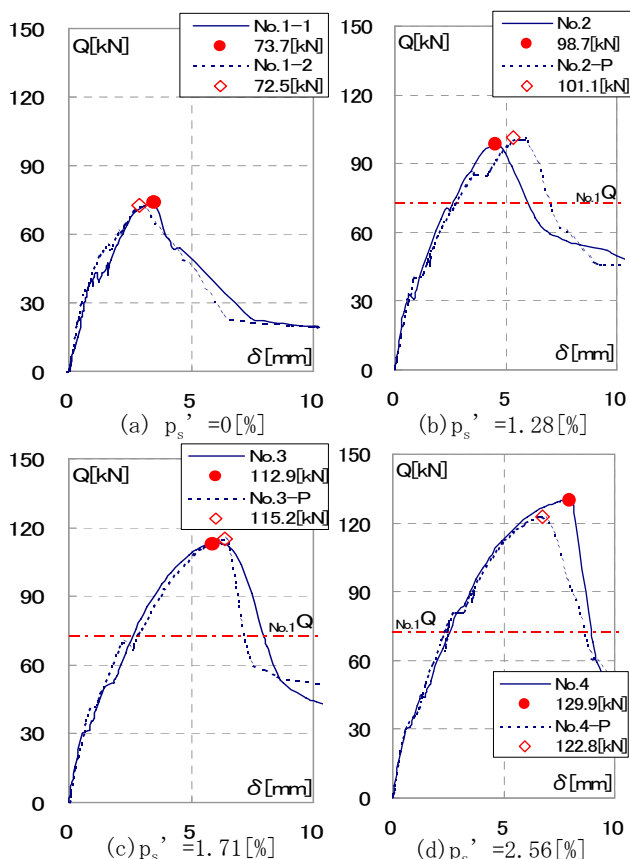 150
Q[kN]
No.1-1
73.7[kN]
No.1-2
72.5[kN]
120
90
60
30
δ[mm]
0
0
5
10
(a) ps' =0[%]
150
Q[kN]
No.2
98.7[kN]
No.2-P
101.1[kN]
120
90
No.1Q
60
30
δ[mm]
0
0
5
10
(b)ps' =1.28[%]
150
Q[kN]
No.3
112.9[kN]
No.3-P
115.2[kN]
120
90
No.1Q
60
30
δ[mm]
0
0
5
10
(c)ps' =1.71[%]
150
Q[kN]
120
90
No.1Q
60
No.4
129.9[kN]
No.4-P
122.8[kN]
30
δ[mm]
0
0
5
10
(d)ps' =2.56[%]